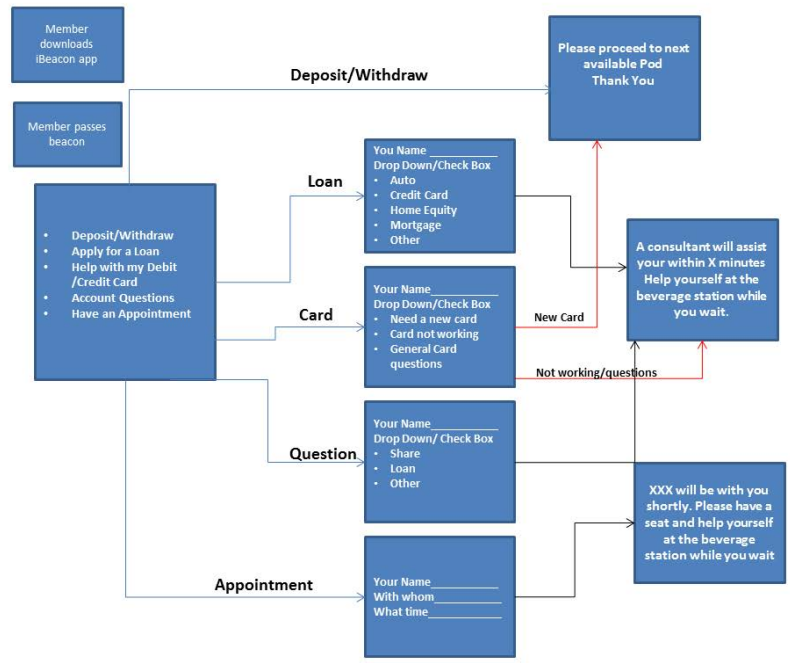 Member
downloads
iBeacon app
Member passes
beacon
• Deposit/Withdraw
• Apply for a Loan
• Help with my Debit
/Credit Card
• Account Questions
• Have an Appointment
Deposit/Withdraw
Please proceed to next
available Pod
Thank You
Loan
You Name ___________
Drop Down/Check Box
• Auto
• Credit Card
• Home Equity
• Mortgage
• Other
A consultant will assist
your within X minutes
Help yourself at the
beverage station while
you wait.
Card
Your Name___________
Drop Down/Check Box
• Need a new card
• Card not working
• General Card
questions
New Card
Not working/questions
Question
Your Name___________
Drop Down/ Check Box
• Share
• Loan
• Other
XXX will be with you
shortly. Please have a
seat and help yourself
at the beverage
station while you wait
Appointment
Your Name___________
With whom___________
What time____________